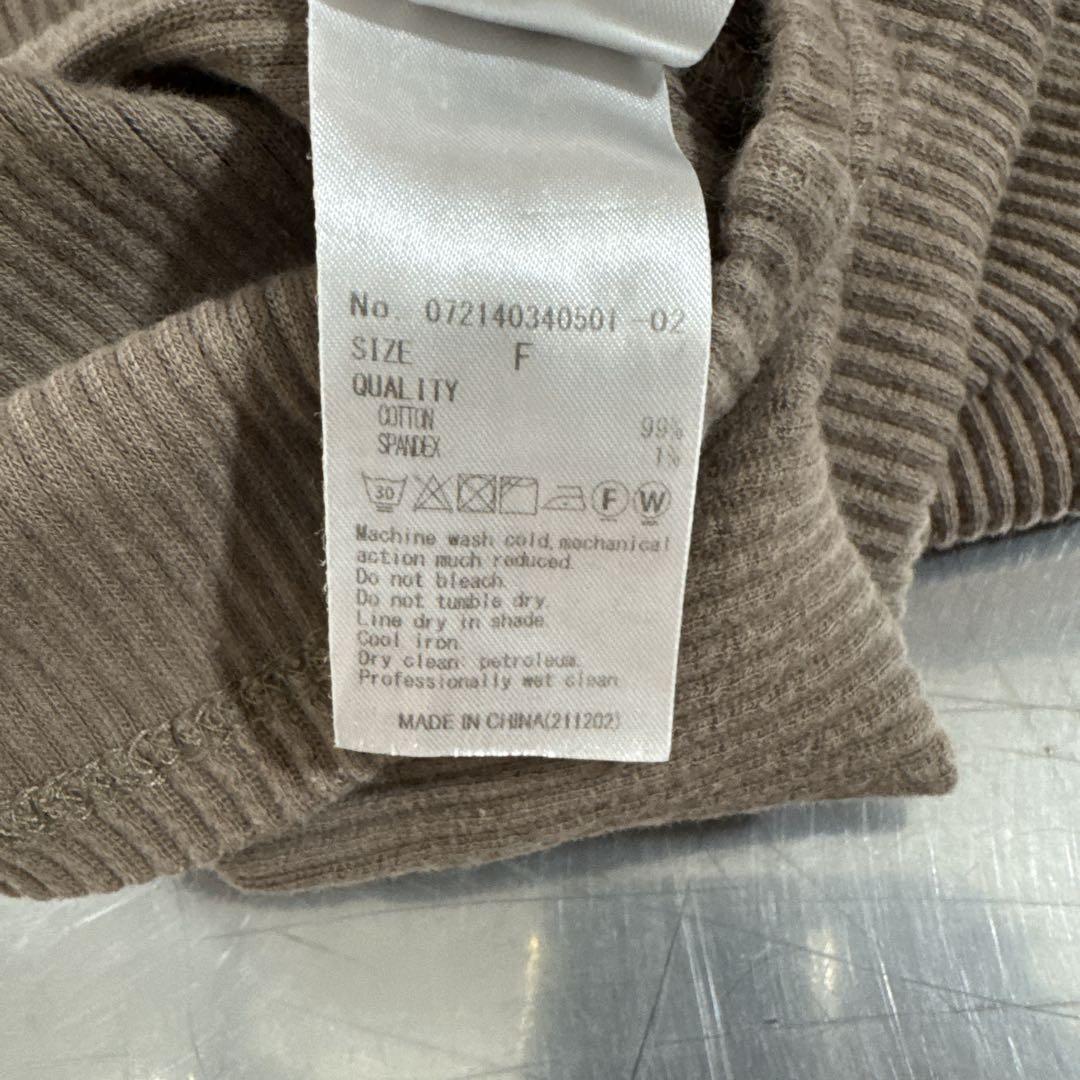 No. 072140340501-02
SIZE F
QUALITY
COTTON 99%
SPANDEX 1%
30 F W
Machine wash cold, mechanical
action much reduced.
Do not bleach.
Do not tumble dry.
Line dry in shade.
Cool iron.
Dry clean: petroleum.
Professionally wet clean
MADE IN CHINA(211202)